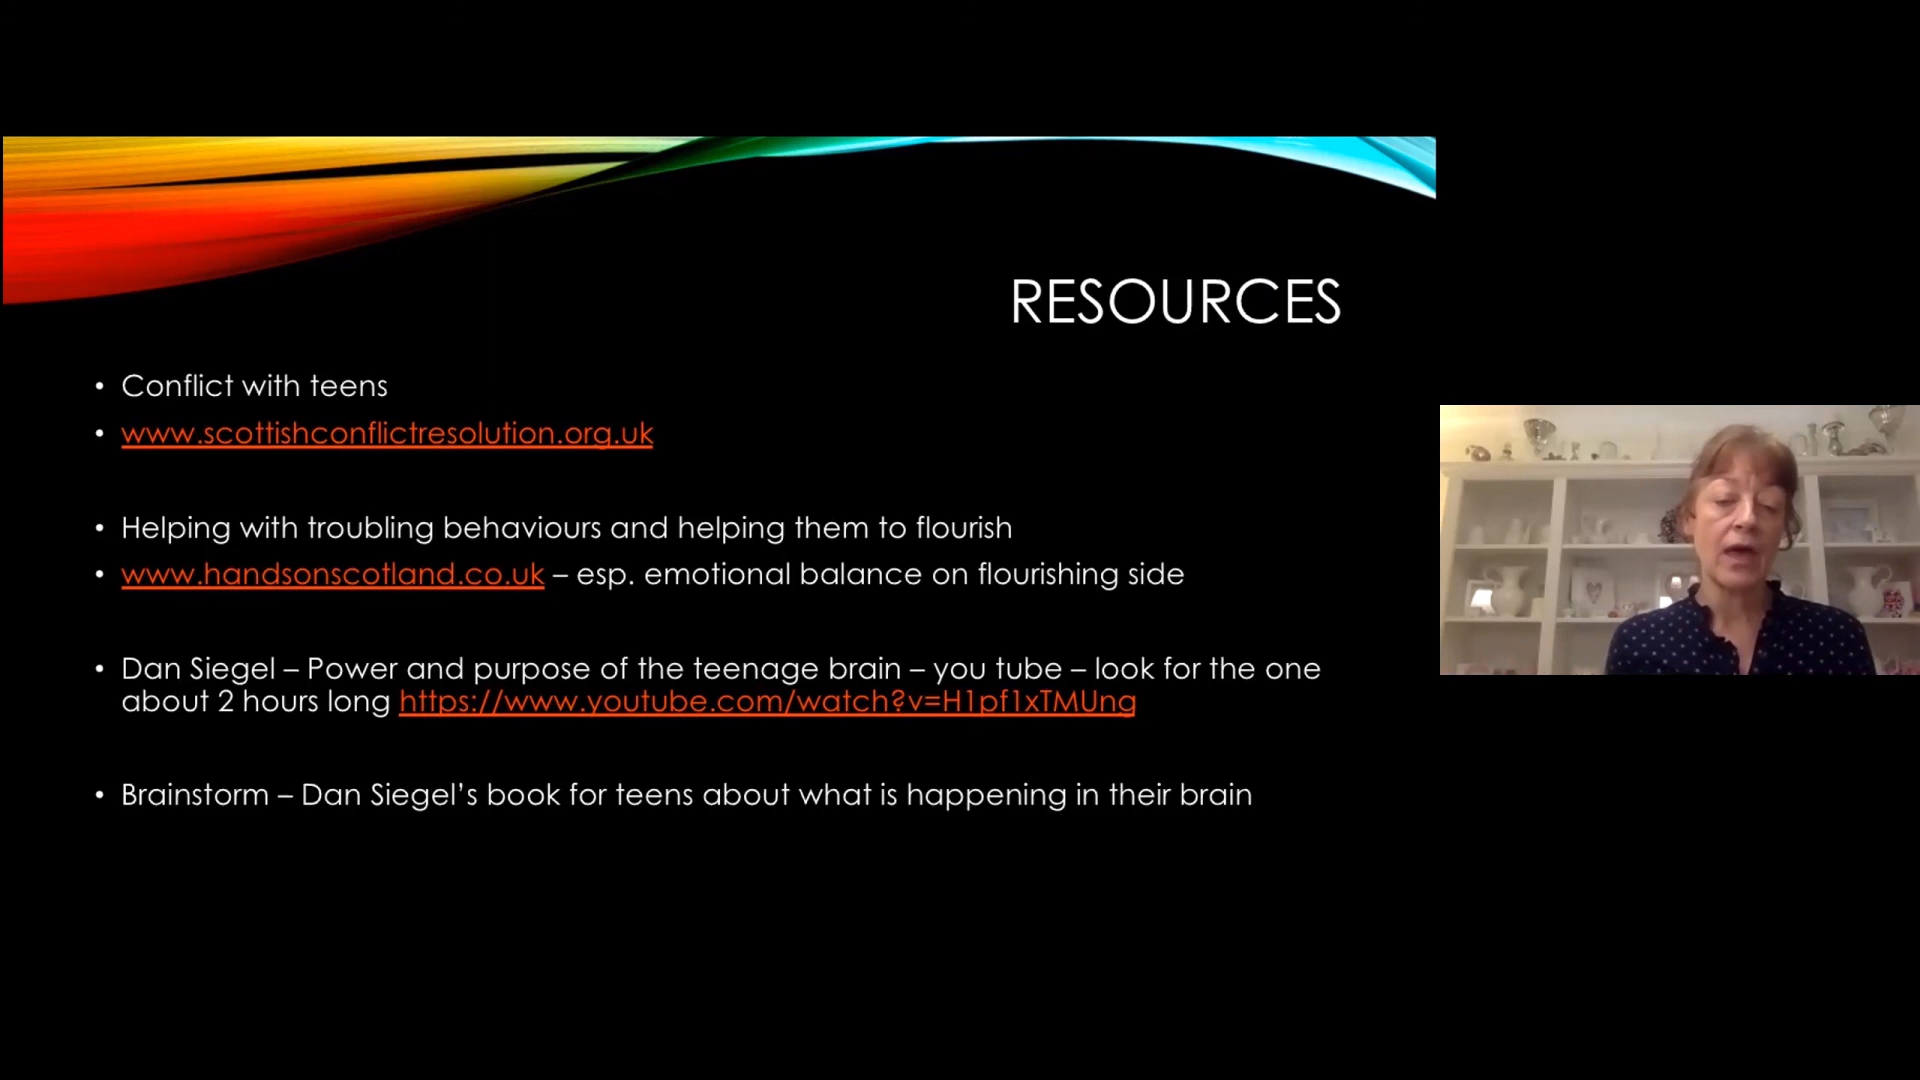 RESOURCES
• Conflict with teens
• www.scottishconflictresolution.org.uk
• Helping with troubling behaviours and helping them to flourish
• www.handsonscotland.co.uk – esp. emotional balance on flourishing side
• Dan Siegel – Power and purpose of the teenage brain – you tube – look for the one
about 2 hours long https://www.youtube.com/watch?v=H1pf1xTMUng
• Brainstorm – Dan Siegel’s book for teens about what is happening in their brain